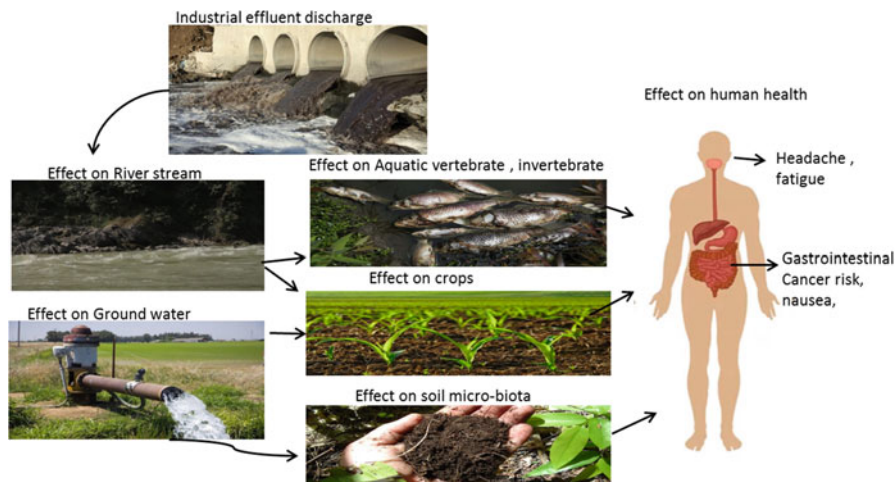 Industrial effluent discharge
Effect on human health
Effect on River stream
Effect on Aquatic vertebrate , invertebrate
Headache ,
fatigue
Effect on crops
Gastrointestinal
Cancer risk,
nausea,
Effect on Ground water
Effect on soil micro-biota